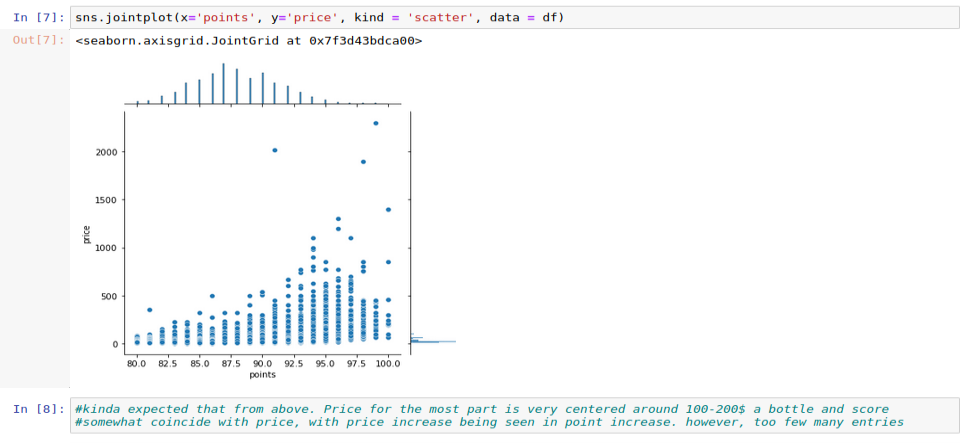 In [7]: sns.jointplot(x='points', y='price', kind = 'scatter', data = df)
Out[7]: <seaborn.axisgrid.JointGrid at 0x7f3d43bdca00>
2000
1500
price
1000
500
0
80.0 82.5 85.0 87.5 90.0 92.5 95.0 97.5 100.0
points
In [8]: #kinda expected that from above. Price for the most part is very centered around 100-200$ a bottle and score
#somewhat coincide with price, with price increase being seen in point increase. however, too few many entries